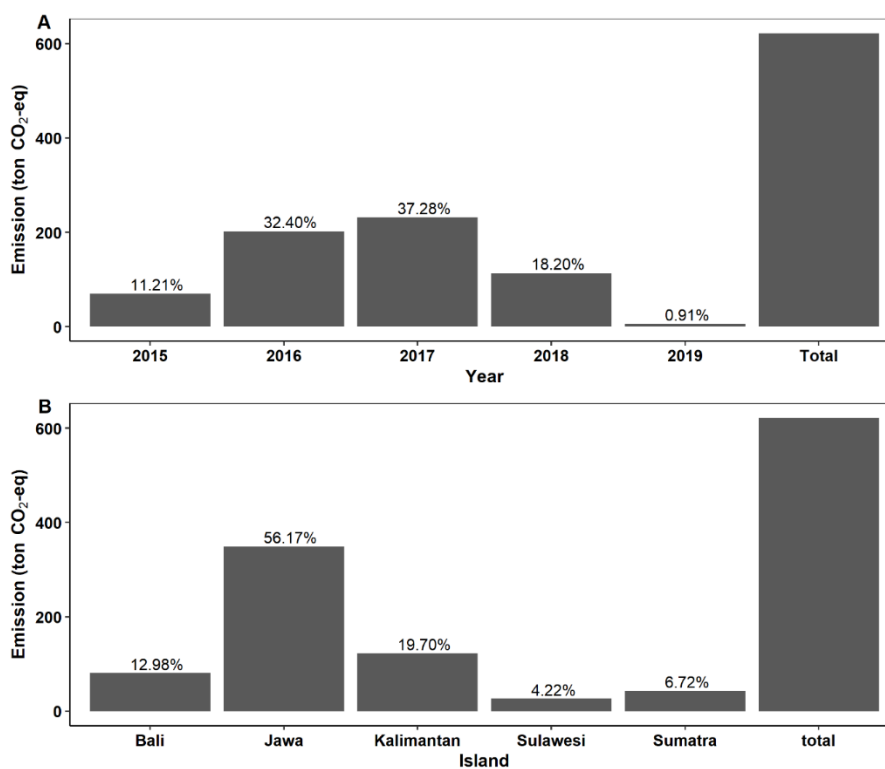 A
Emission (ton CO₂-eq)
600
400
200
0
11.21%
32.40%
37.28%
18.20%
0.91%
2015 2016 2017 2018 2019 Total
Year
B
Emission (ton CO₂-eq)
600
400
200
0
12.98%
56.17%
19.70%
4.22%
6.72%
Bali Jawa Kalimantan Sulawesi Sumatra total
Island